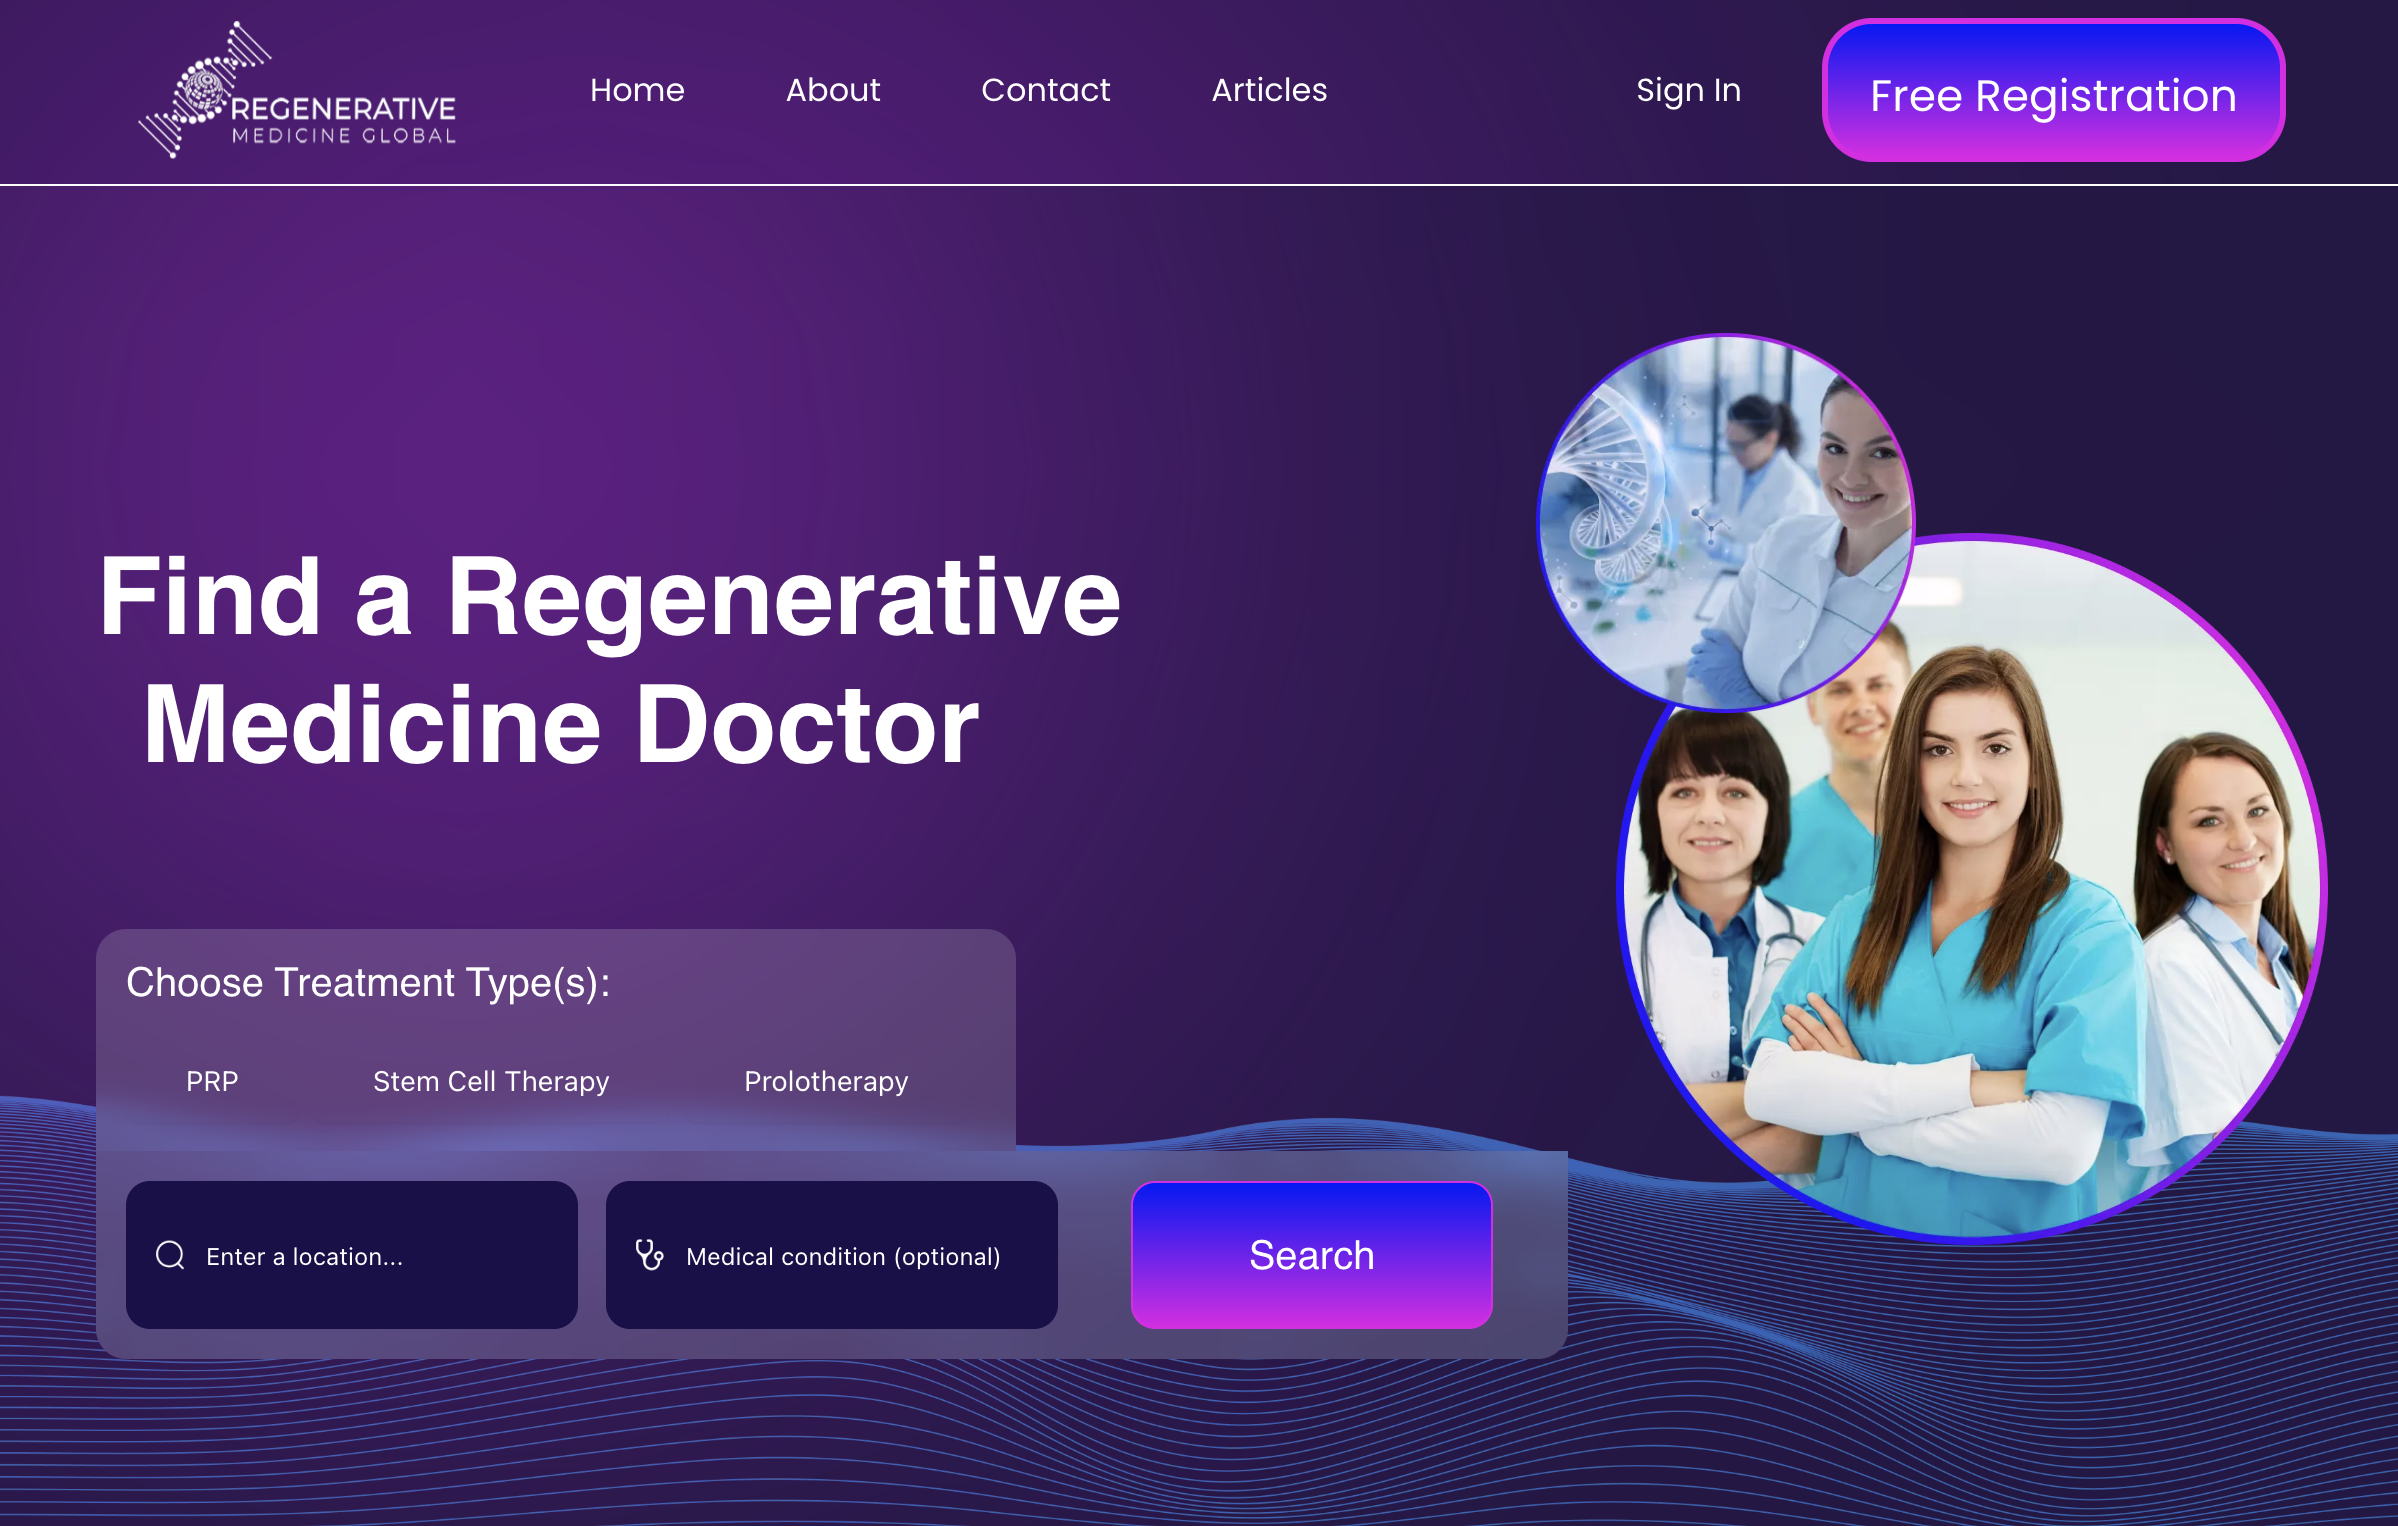 REGENERATIVE
MEDICINE GLOBAL
Home
About
Contact
Articles
Sign In
Free Registration
Find a Regenerative
Medicine Doctor
Choose Treatment Type(s):
PRP
Stem Cell Therapy
Prolotherapy
Enter a location...
Medical condition (optional)
Search